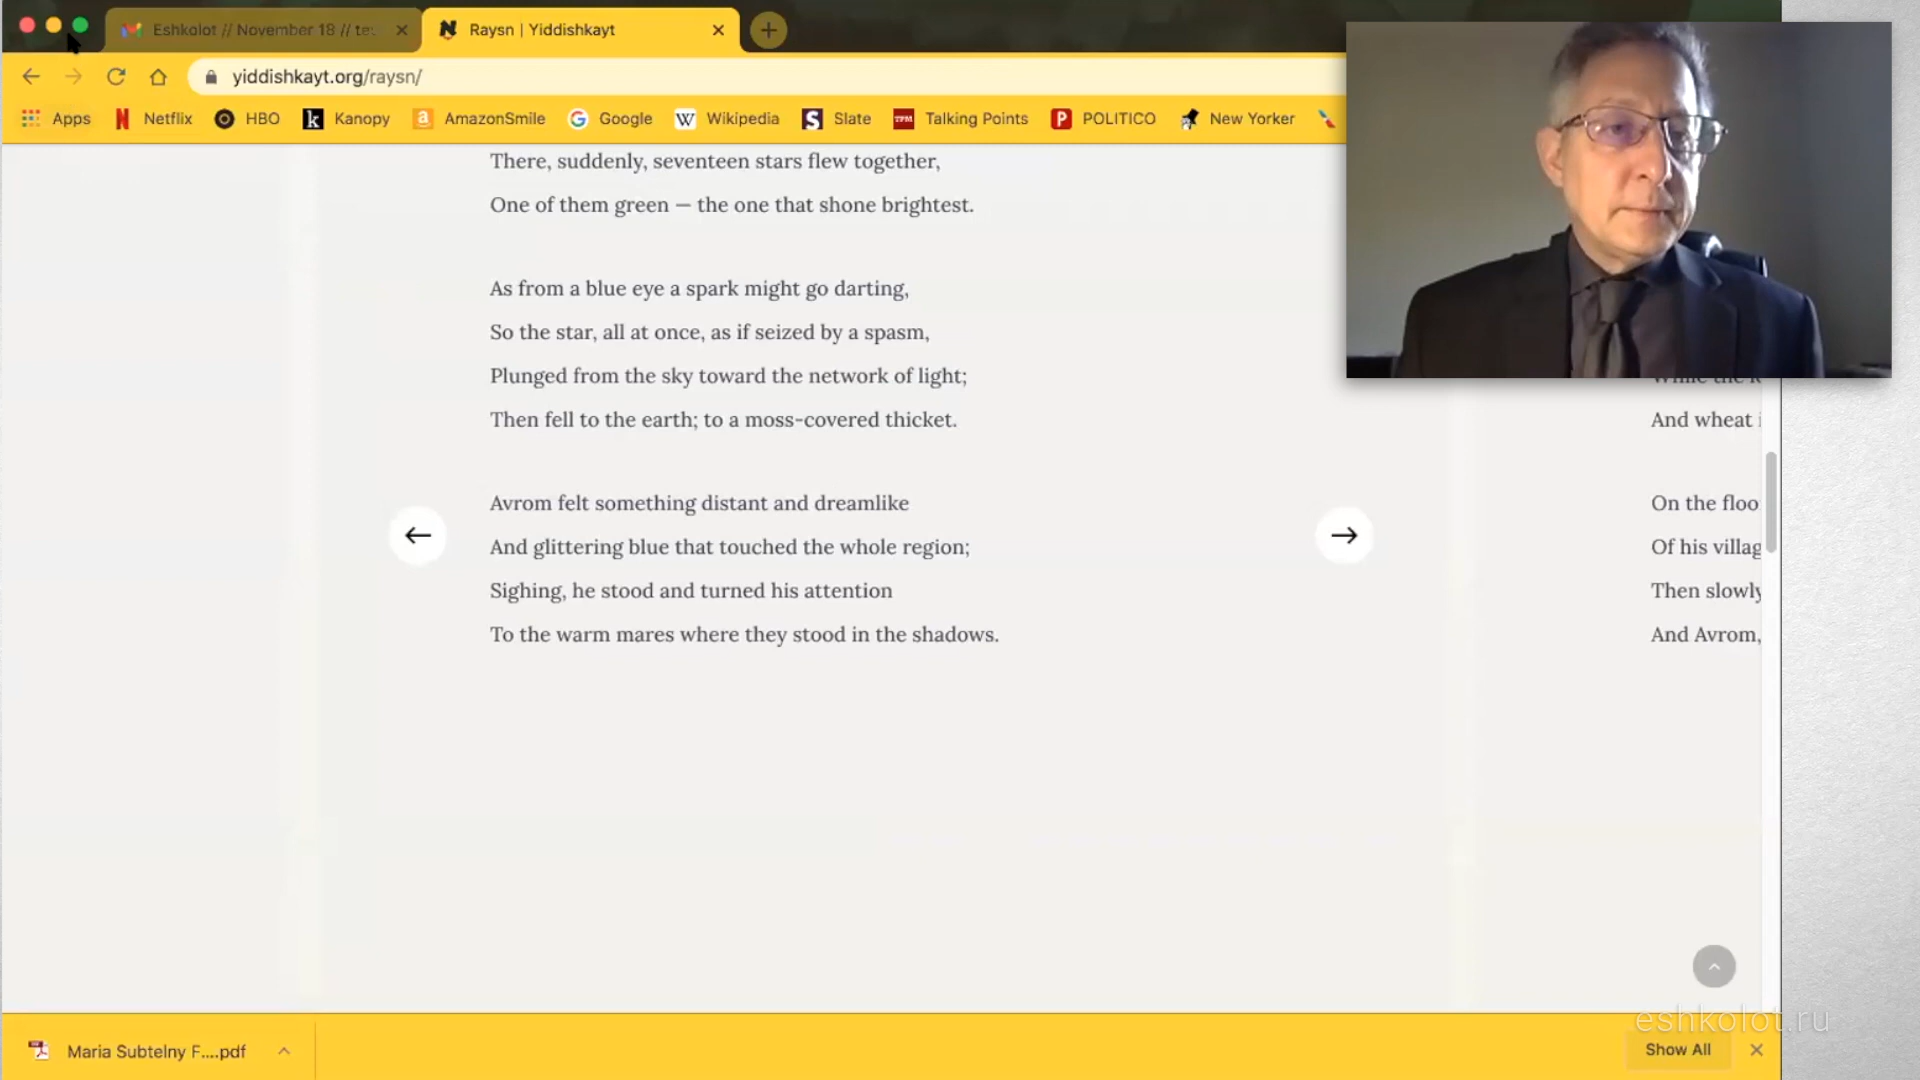 Eshkolot // November 18 // te
Raysn | Yiddishkayt
yiddishkayt.org/raysn/
Apps
Netflix
HBO
Kanopy
AmazonSmile
Google
Wikipedia
Slate
Talking Points
POLITICO
New Yorker
There, suddenly, seventeen stars flew together,
One of them green — the one that shone brightest.
As from a blue eye a spark might go darting,
So the star, all at once, as if seized by a spasm,
Plunged from the sky toward the network of light;
Then fell to the earth; to a moss-covered thicket.
Avrom felt something distant and dreamlike
And glittering blue that touched the whole region;
Sighing, he stood and turned his attention
To the warm mares where they stood in the shadows.
And wheat i
On the floo
Of his villag
Then slowly
And Avrom,
Maria Subtelny F....pdf
Show All
eshkolot.ru